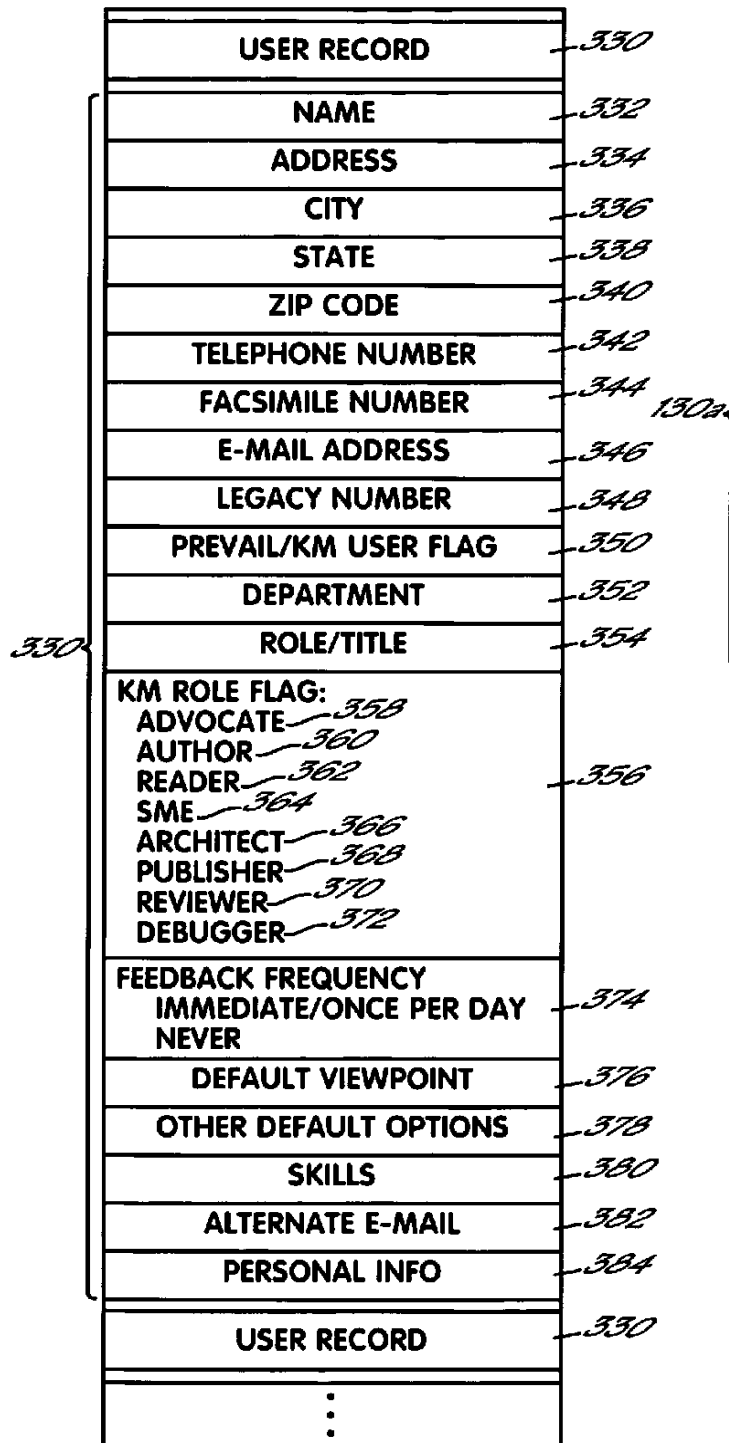 USER RECORD 330
NAME 332
ADDRESS 334
CITY 336
STATE 338
ZIP CODE 340
TELEPHONE NUMBER 342
FACSIMILE NUMBER 344
130a
E-MAIL ADDRESS 346
LEGACY NUMBER 348
PREVAIL/KM USER FLAG 350
DEPARTMENT 352
330
ROLE/TITLE 354
KM ROLE FLAG:
ADVOCATE 358
AUTHOR 360
READER 362
356
SME 364
ARCHITECT 366
PUBLISHER 368
REVIEWER 370
DEBUGGER 372
FEEDBACK FREQUENCY
IMMEDIATE/ONCE PER DAY 374
NEVER
DEFAULT VIEWPOINT 376
OTHER DEFAULT OPTIONS 378
SKILLS 380
ALTERNATE E-MAIL 382
PERSONAL INFO 384
USER RECORD 330